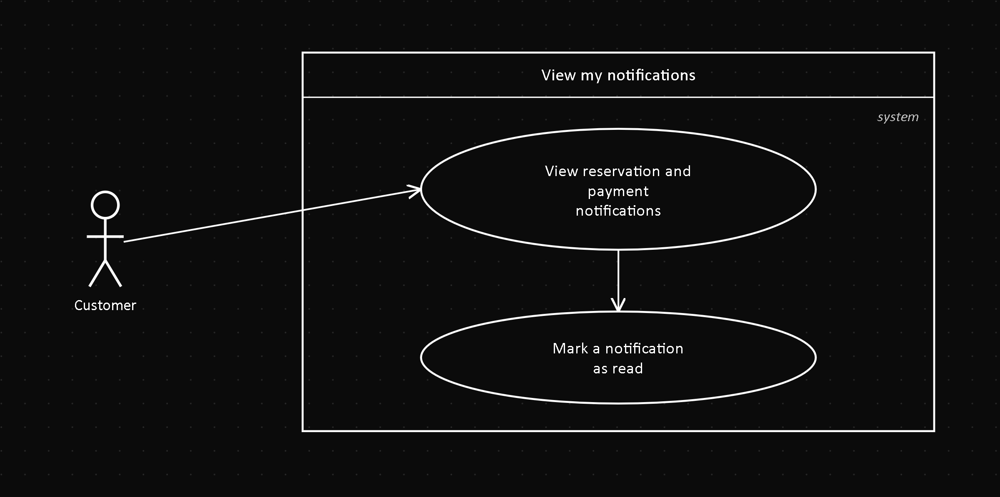 View my notifications
system
View reservation and
payment
notifications
Customer
Mark a notification
as read